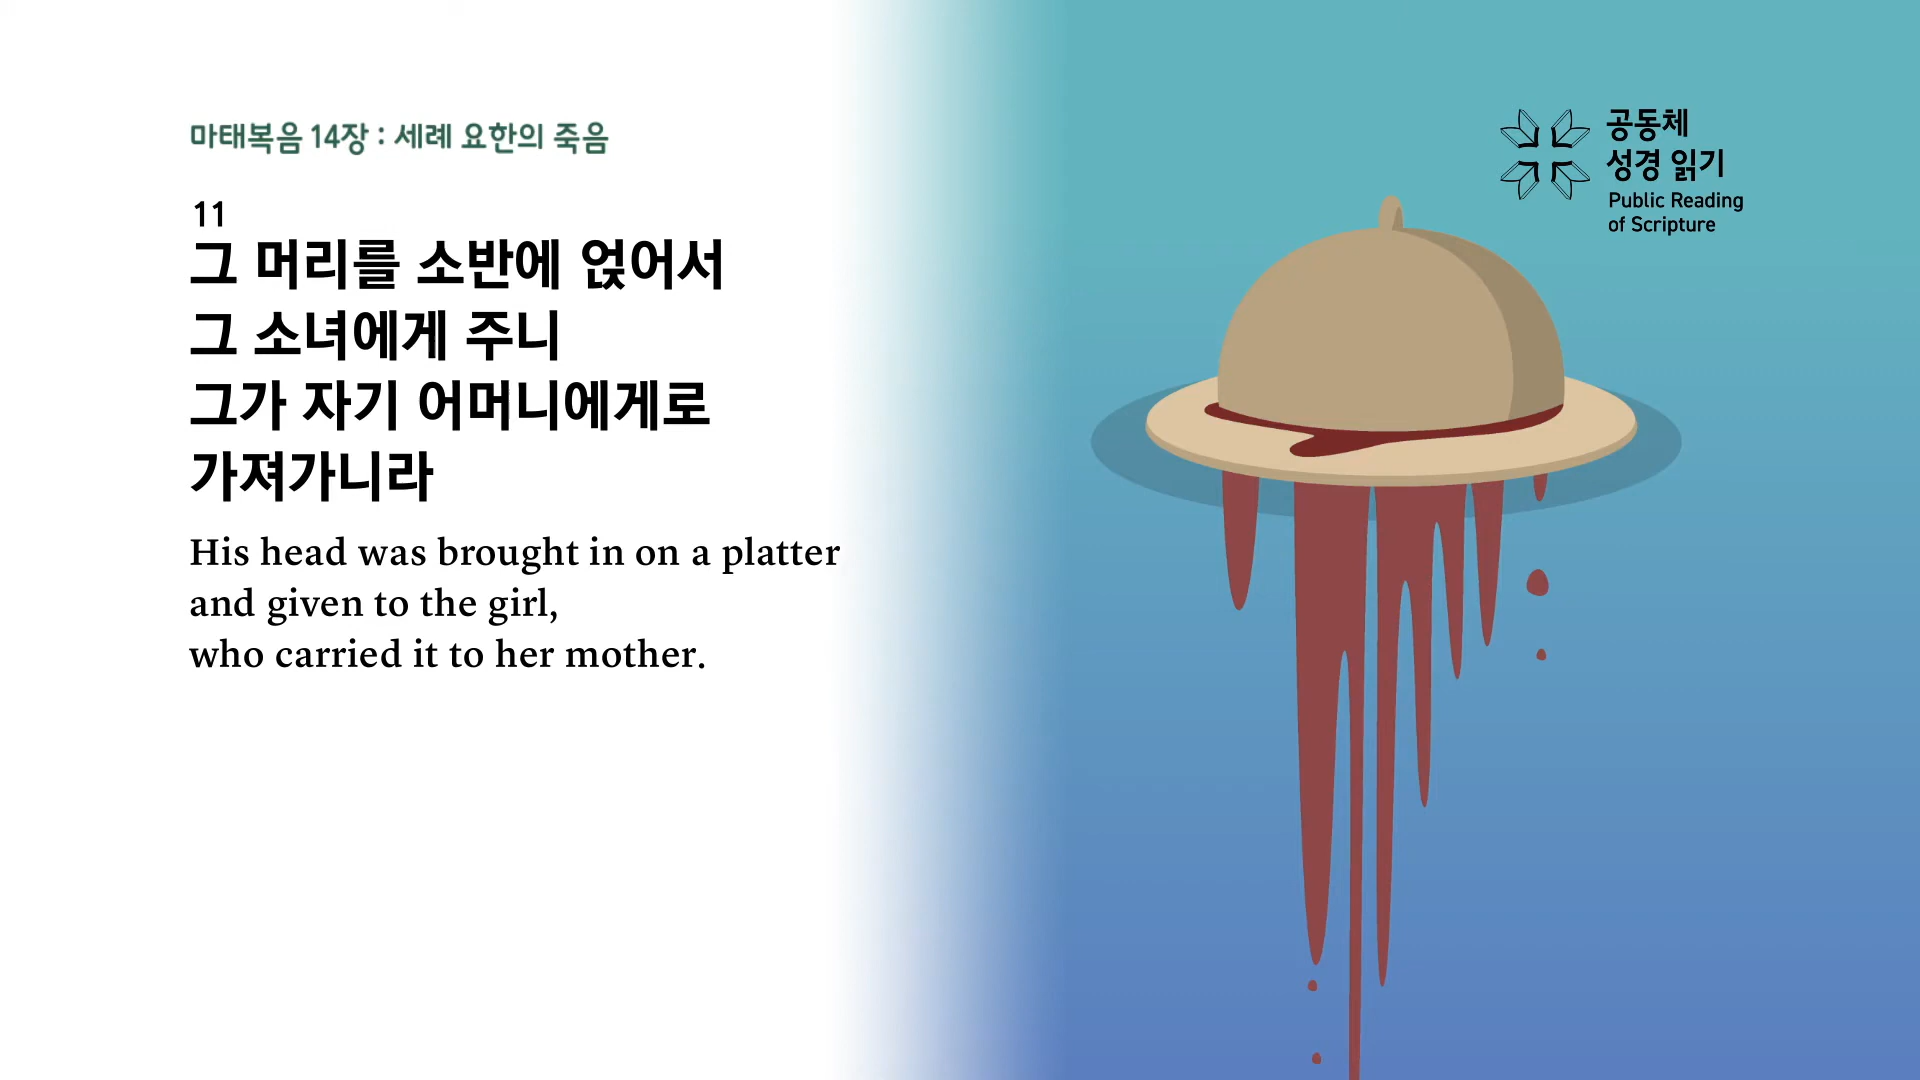 마태복음 14장 : 세례 요한의 죽음
11
그 머리를 소반에 얹어서
그 소녀에게 주니
그가 자기 어머니에게로
가져가니라
His head was brought in on a platter
and given to the girl,
who carried it to her mother.
공동체
성경 읽기
Public Reading
of Scripture